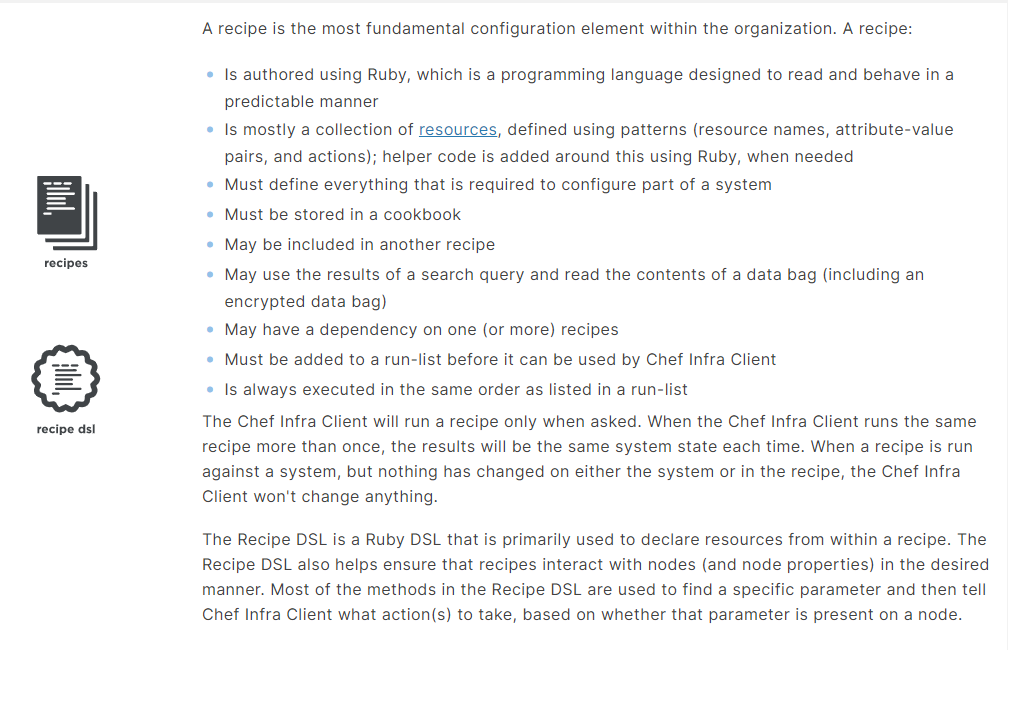 A recipe is the most fundamental configuration element within the organization. A recipe:
Is authored using Ruby, which is a programming language designed to read and behave in a
predictable manner
Is mostly a collection of resources, defined using patterns (resource names, attribute-value
pairs, and actions); helper code is added around this using Ruby, when needed
Must define everything that is required to configure part of a system
Must be stored in a cookbook
May be included in another recipe
May use the results of a search query and read the contents of a data bag (including an
encrypted data bag)
May have a dependency on one (or more) recipes
Must be added to a run-list before it can be used by Chef Infra Client
Is always executed in the same order as listed in a run-list
recipes
recipe dsl
The Chef Infra Client will run a recipe only when asked. When the Chef Infra Client runs the same
recipe more than once, the results will be the same system state each time. When a recipe is run
against a system, but nothing has changed on either the system or in the recipe, the Chef Infra
Client won't change anything.
The Recipe DSL is a Ruby DSL that is primarily used to declare resources from within a recipe. The
Recipe DSL also helps ensure that recipes interact with nodes (and node properties) in the desired
manner. Most of the methods in the Recipe DSL are used to find a specific parameter and then tell
Chef Infra Client what action(s) to take, based on whether that parameter is present on a node.